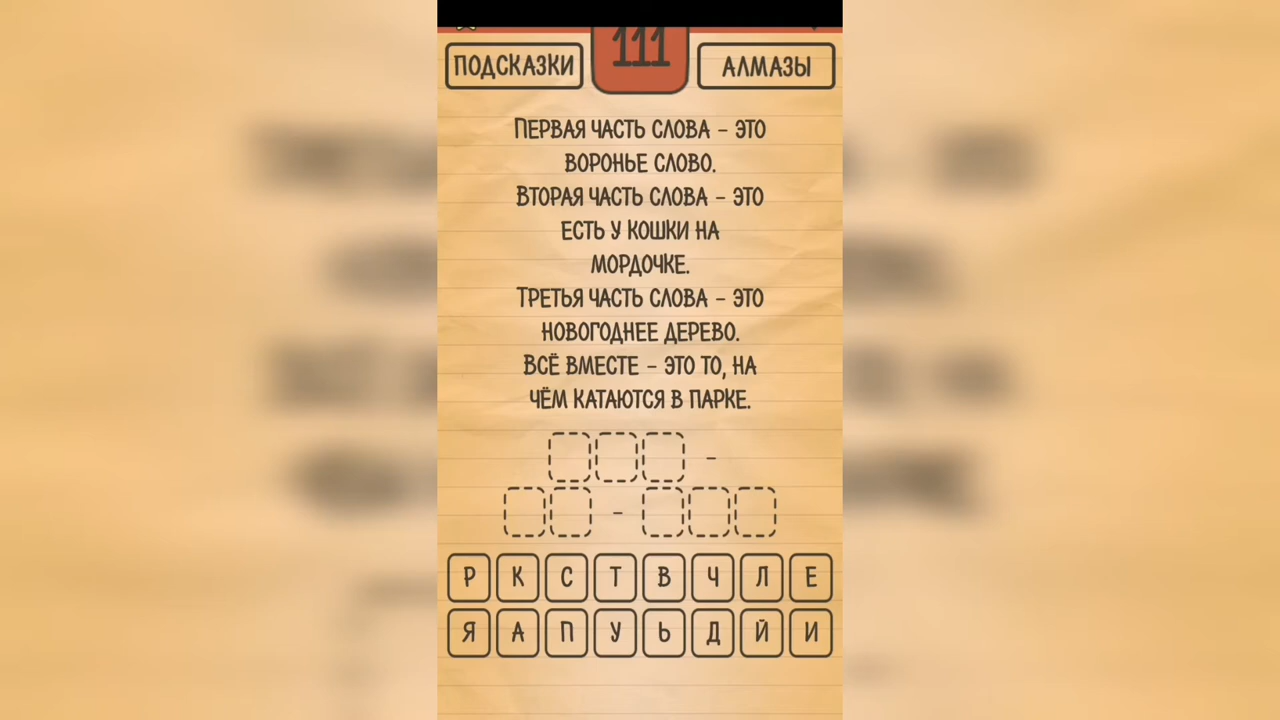 111
ПОДСКАЗКИ
АЛМАЗЫ
ПЕРВАЯ ЧАСТЬ СЛОВА – ЭТО
ВОРОНЬЕ СЛОВО.
ВТОРАЯ ЧАСТЬ СЛОВА – ЭТО
ЕСТЬ У КОШКИ НА
МОРДОЧКЕ.
ТРЕТЬЯ ЧАСТЬ СЛОВА – ЭТО
НОВОГОДНЕЕ ДЕРЕВО.
ВСЁ ВМЕСТЕ – ЭТО ТО, НА
ЧЁМ КАТАЮТСЯ В ПАРКЕ.
–
–
Р К С Т В Ч Л Е
Я А П У Ь Д Й И